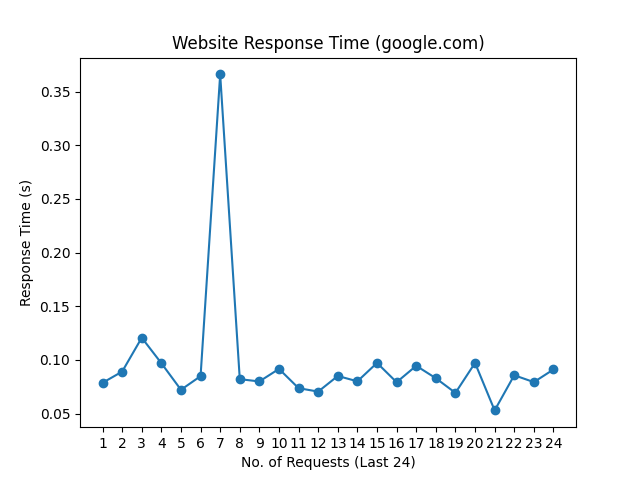 Website Response Time (google.com)
0.35
0.30
0.25
0.20
0.15
0.10
0.05
Response Time (s)
1 2 3 4 5 6 7 8 9 10 11 12 13 14 15 16 17 18 19 20 21 22 23 24
No. of Requests (Last 24)